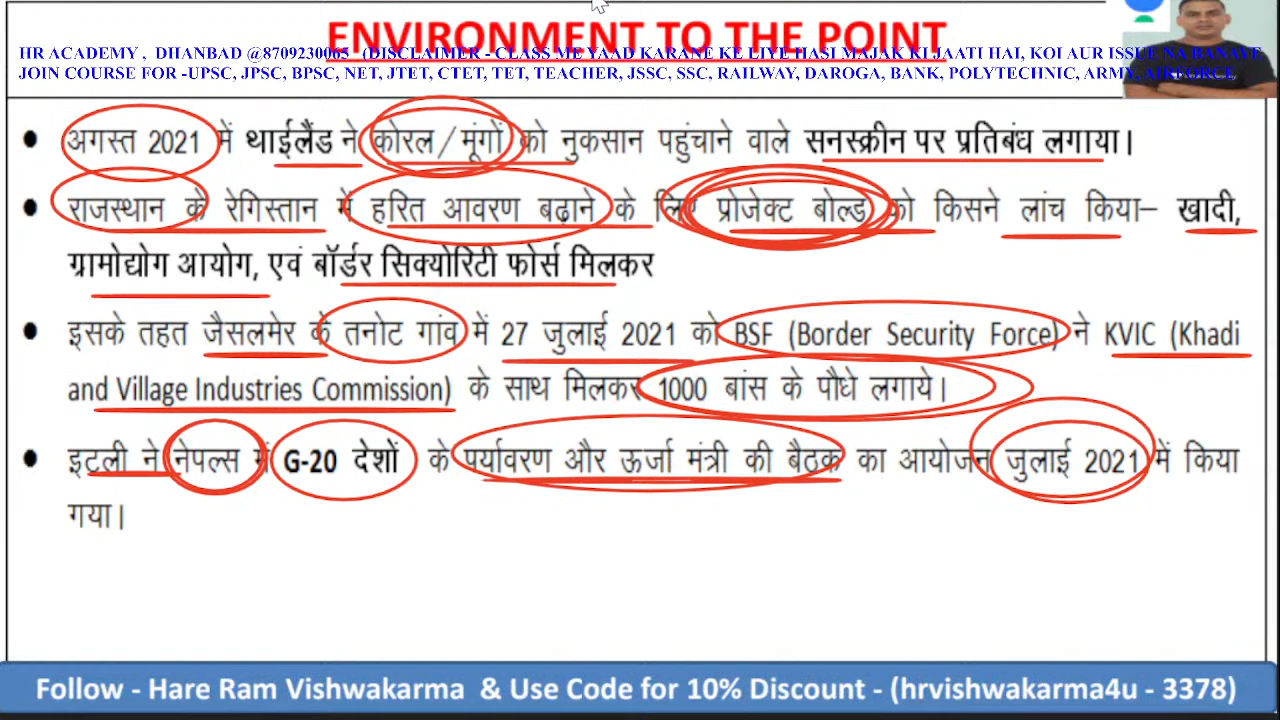 ENVIRONMENT TO THE POINT
HR ACADEMY , DHANBAD @8709230065 (DISCLAIMER - CLASS ME YAAD KARANE KE LIYE HASI MAJAK KI JAATI HAI, KOI AUR ISSUE NA BANAYE
JOIN COURSE FOR -UPSC, JPSC, BPSC, NET, JTET, CTET, TET, TEACHER, JSSC, SSC, RAILWAY, DAROGA, BANK, POLYTECHNIC, ARMY, AIRFORCE
• अगस्त 2021 में थाईलैंड ने कोरल/मूंगों को नुकसान पहुंचाने वाले सनस्क्रीन पर प्रतिबंध लगाया।
• राजस्थान के रेगिस्तान में हरित आवरण बढ़ाने के लिए प्रोजेक्ट बोल्ड को किसने लांच किया– खादी,
ग्रामोद्योग आयोग, एवं बॉर्डर सिक्योरिटी फोर्स मिलकर
• इसके तहत जैसलमेर के तनोट गांव में 27 जुलाई 2021 को BSF (Border Security Force) ने KVIC (Khadi
and Village Industries Commission) के साथ मिलकर 1000 बांस के पौधे लगाये।
• इटली ने नेपल्स में G-20 देशों के पर्यावरण और ऊर्जा मंत्री की बैठक का आयोजन जुलाई 2021 में किया
गया।
Follow - Hare Ram Vishwakarma & Use Code for 10% Discount - (hrvishwakarma4u - 3378)